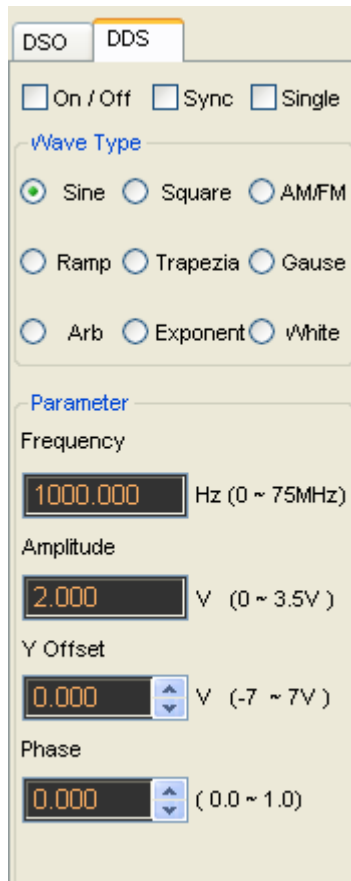 DSO DDS
On / Off Sync Single
Wave Type
Sine Square AM/FM
Ramp Trapezia Gause
Arb Exponent White
Parameter
Frequency
1000.000 Hz (0 ~ 75MHz)
Amplitude
2.000 V (0 ~ 3.5V )
Y Offset
0.000 V (-7 ~ 7V )
Phase
0.000 ( 0.0 ~ 1.0)